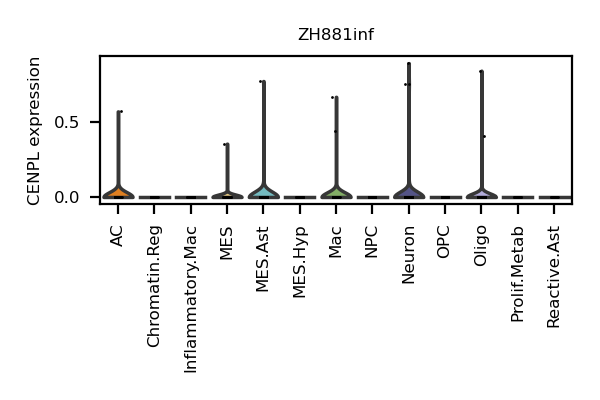 ZH881inf
CENPL expression
0.5
0.0
AC
Chromatin.Reg
Inflammatory.Mac
MES
MES.Ast
MES.Hyp
Mac
NPC
Neuron
OPC
Oligo
Prolif.Metab
Reactive.Ast